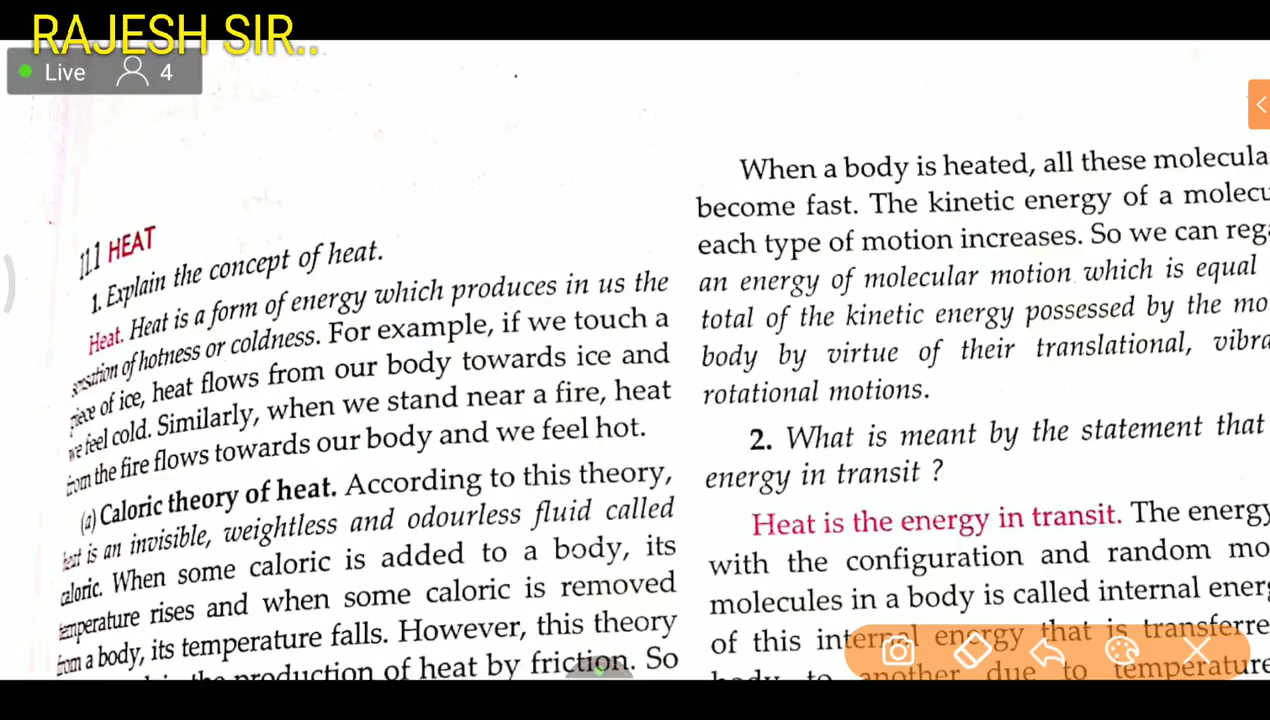 RAJESH SIR..
Live 4
11.1 HEAT
1. Explain the concept of heat.
Heat. Heat is a form of energy which produces in us the
sensation of hotness or coldness. For example, if we touch a
piece of ice, heat flows from our body towards ice and
we feel cold. Similarly, when we stand near a fire, heat
from the fire flows towards our body and we feel hot.
(a) Caloric theory of heat. According to this theory,
heat is an invisible, weightless and odourless fluid called
caloric. When some caloric is added to a body, its
temperature rises and when some caloric is removed
from a body, its temperature falls. However, this theory
the production of heat by friction. So
When a body is heated, all these molecula
become fast. The kinetic energy of a molecu
each type of motion increases. So we can rega
an energy of molecular motion which is equal
total of the kinetic energy possessed by the mo
body by virtue of their translational, vibra
rotational motions.
2. What is meant by the statement that
energy in transit ?
Heat is the energy in transit. The energy
with the configuration and random mo
molecules in a body is called internal energ
of this internal energy that is transferre
body to another due to temperature